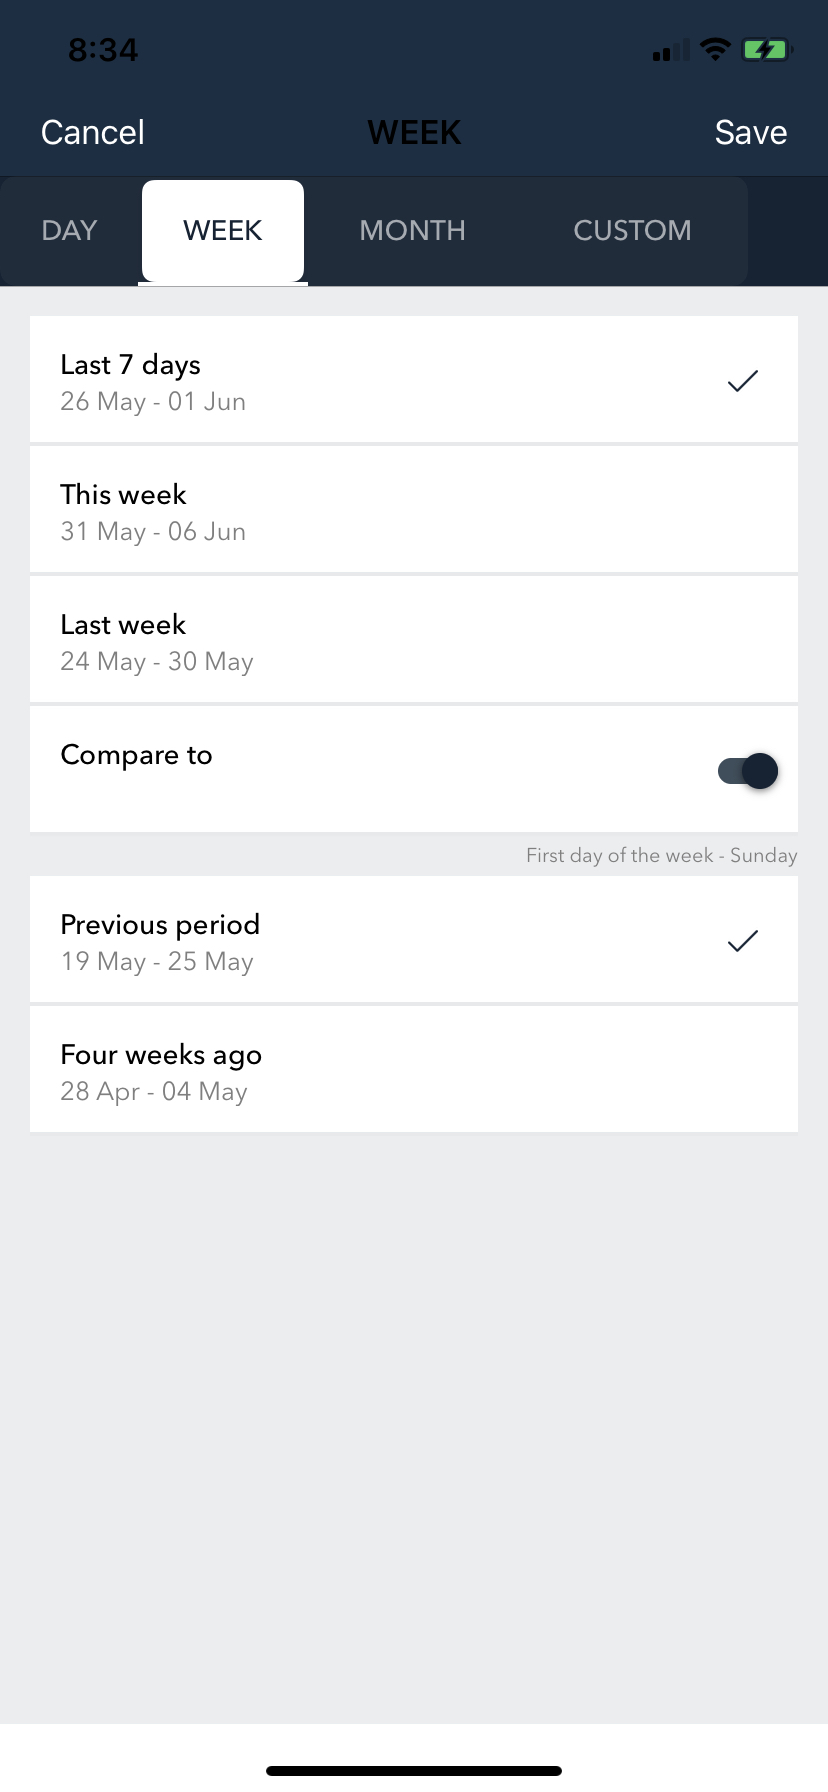 8:34
Cancel WEEK Save
DAY WEEK MONTH CUSTOM
Last 7 days
26 May - 01 Jun
This week
31 May - 06 Jun
Last week
24 May - 30 May
Compare to
First day of the week - Sunday
Previous period
19 May - 25 May
Four weeks ago
28 Apr - 04 May